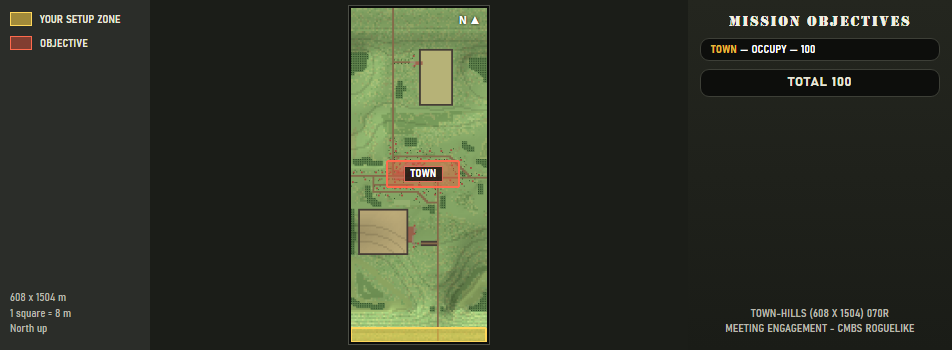 YOUR SETUP ZONE
OBJECTIVE
608 x 1504 m
1 square = 8 m
North up
N ▲
TOWN
MISSION OBJECTIVES
TOWN — OCCUPY — 100
TOTAL 100
TOWN-HILLS (608 X 1504) 070R
MEETING ENGAGEMENT - CMBS ROGUELIKE